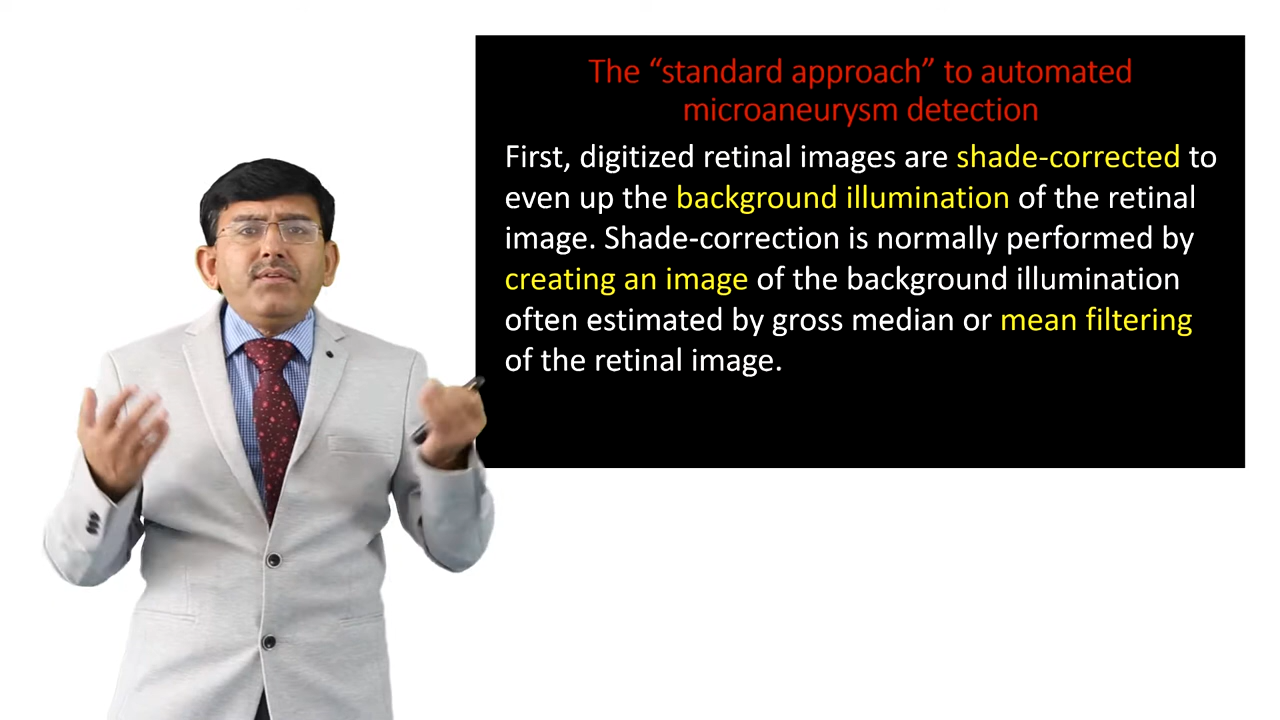 The “standard approach” to automated
microaneurysm detection
First, digitized retinal images are shade-corrected to
even up the background illumination of the retinal
image. Shade-correction is normally performed by
creating an image of the background illumination
often estimated by gross median or mean filtering
of the retinal image.